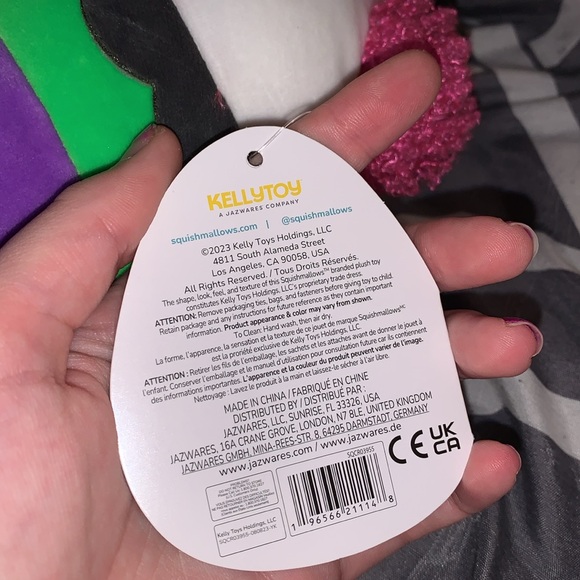 KELLYTOY
A JAZWARES COMPANY
squishmallows.com | @squishmallows
©2023 Kelly Toys Holdings, LLC
4811 South Alameda Street
Los Angeles, CA 90058, USA
All Rights Reserved. / Tous Droits Réservés.
The shape, look, feel, and texture of this Squishmallows™ branded plush toy
constitutes Kelly Toys Holdings, LLC's proprietary trade dress.
ATTENTION: Remove packaging ties, bags, and fasteners before giving toy to child.
Retain package and any instructions for future reference as they contain important
information. Product appearance & color may vary from shown.
To Clean: Hand wash, then air dry.
La forme, l'apparence, la sensation et la texture de ce jouet de marque Squishmallows
est la proriété exclusive de Kelly Toys Holdings, LLC.
ATTENTION : Retirer les fils de l'emballage, les sachets et les attaches avant de donner le jouet à
l'enfant. Conserver l'emballage et le manuel d'utilisation pour consultation future car ils contiennent
des informations importantes. L'apparence et la couleur du produit peuvent varier de l'image.
Nettoyage : Lavez le produit à la main et laissez-le sécher à l'air libre.
MADE IN CHINA / FABRIQUÉ EN CHINE
DISTRIBUTED BY / DISTRIBUÉ PAR :
JAZWARES, LLC, SUNRISE, FL 33326, USA
JAZWARES, 16A CRANE GROVE, LONDON, N7 8LE, UNITED KINGDOM
JAZWARES GMBH, MINA-REES-STR. 8, 64295 DARMSTADT, GERMANY
www.jazwares.com / www.jazwares.de
CE UK CA
SQCR03955
1 96566 21114 8
Kelly Toys Holdings, LLC
SQCR03955-080823-YK